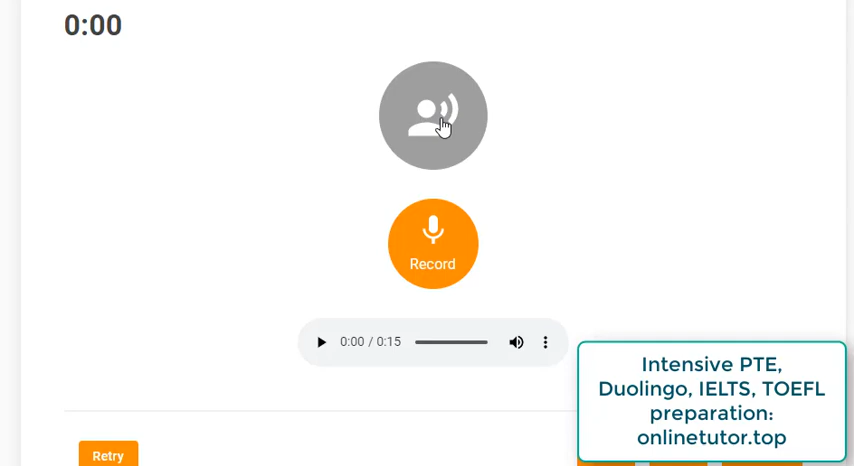 0:00
Record
0:00 / 0:15
Intensive PTE,
Duolingo, IELTS, TOEFL
preparation:
onlinetutor.top
Retry